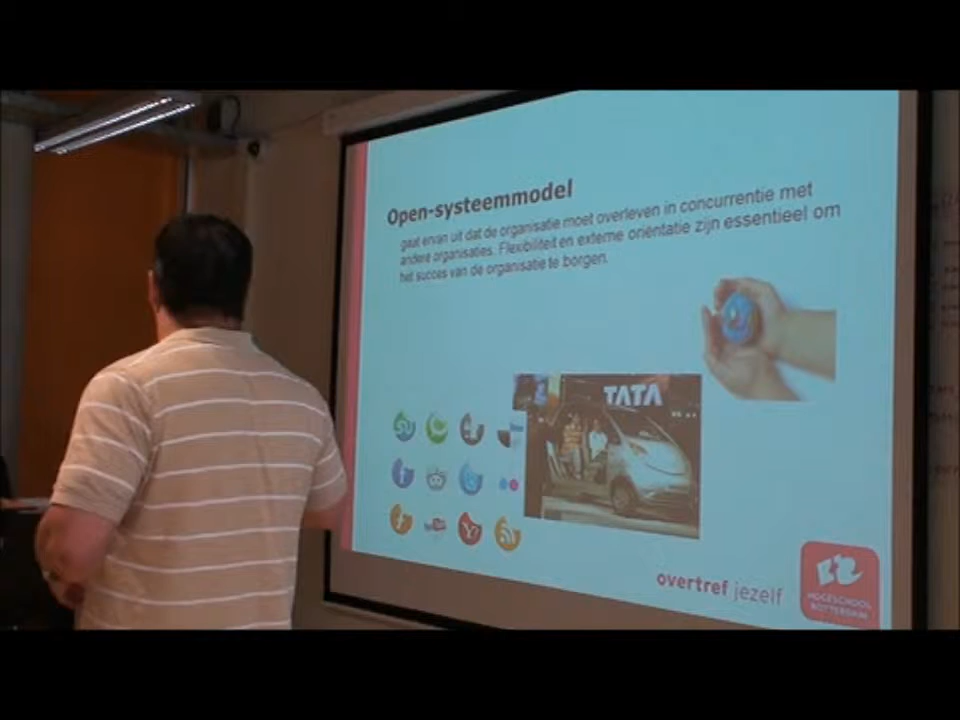 Open-systeemmodel
gaat ervan uit dat de organisatie moet overleven in concurrentie met
andere organisaties. Flexibiliteit en externe oriëntatie zijn essentieel om
het succes van de organisatie te borgen.
TATA
overtref jezelf
HOGESCHOOL
ROTTERDAM